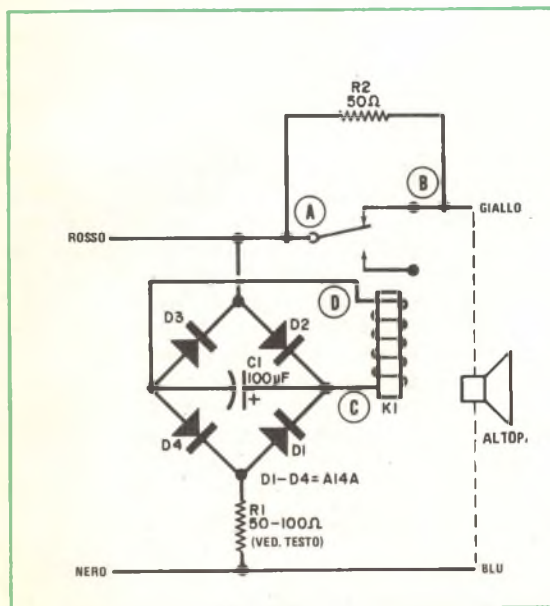 R2
50Ω
A
B
ROSSO
GIALLO
D
D3
D2
C1
100µF
+
C
K1
ALTOP.
D4
D1
D1-D4=A14A
R1
50-100Ω
(VED. TESTO)
NERO
BLU